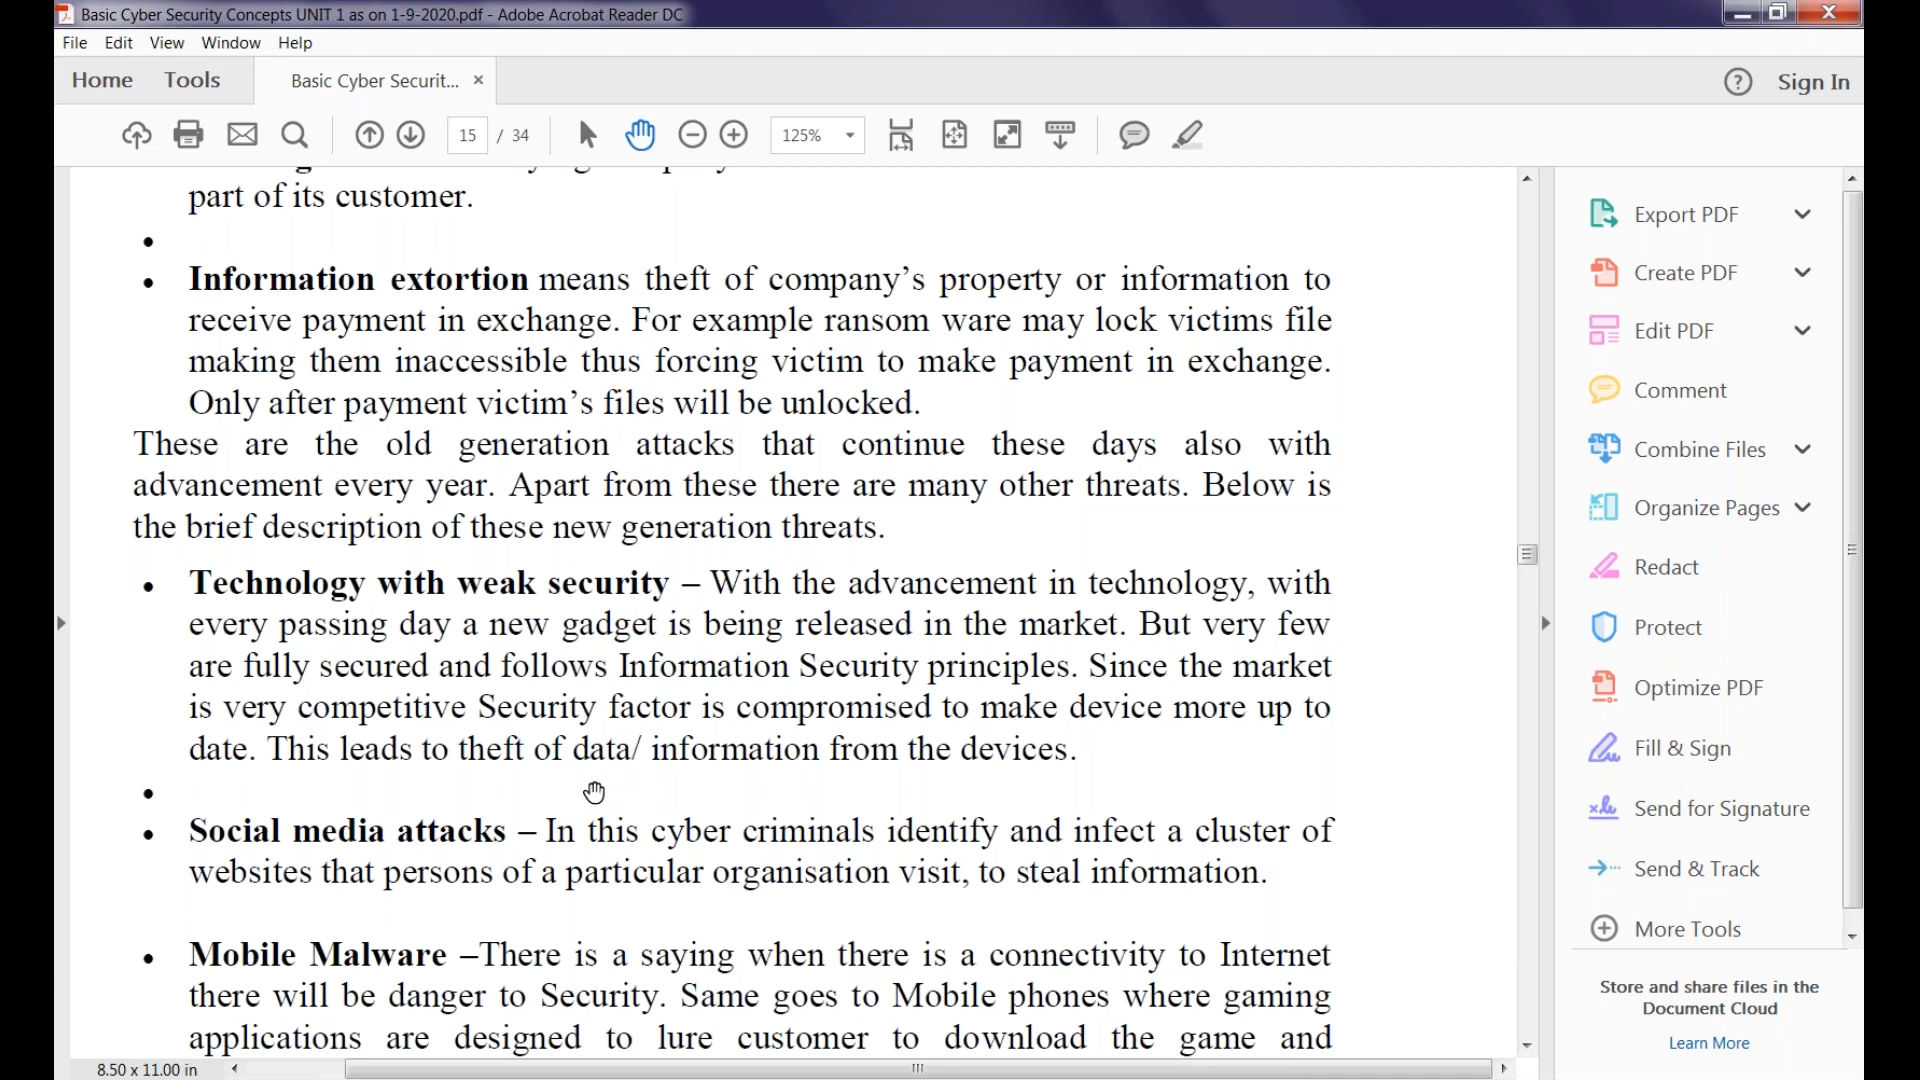 Basic Cyber Security Concepts UNIT 1 as on 1-9-2020.pdf - Adobe Acrobat Reader DC
File Edit View Window Help
Home Tools Basic Cyber Securit... × ? Sign In
15 / 34 125%
part of its customer.
•
• Information extortion means theft of company's property or information to
receive payment in exchange. For example ransom ware may lock victims file
making them inaccessible thus forcing victim to make payment in exchange.
Only after payment victim's files will be unlocked.
These are the old generation attacks that continue these days also with
advancement every year. Apart from these there are many other threats. Below is
the brief description of these new generation threats.
• Technology with weak security – With the advancement in technology, with
every passing day a new gadget is being released in the market. But very few
are fully secured and follows Information Security principles. Since the market
is very competitive Security factor is compromised to make device more up to
date. This leads to theft of data/ information from the devices.
•
• Social media attacks – In this cyber criminals identify and infect a cluster of
websites that persons of a particular organisation visit, to steal information.
• Mobile Malware –There is a saying when there is a connectivity to Internet
there will be danger to Security. Same goes to Mobile phones where gaming
applications are designed to lure customer to download the game and
8.50 x 11.00 in
Export PDF
Create PDF
Edit PDF
Comment
Combine Files
Organize Pages
Redact
Protect
Optimize PDF
Fill & Sign
Send for Signature
Send & Track
More Tools
Store and share files in the
Document Cloud
Learn More